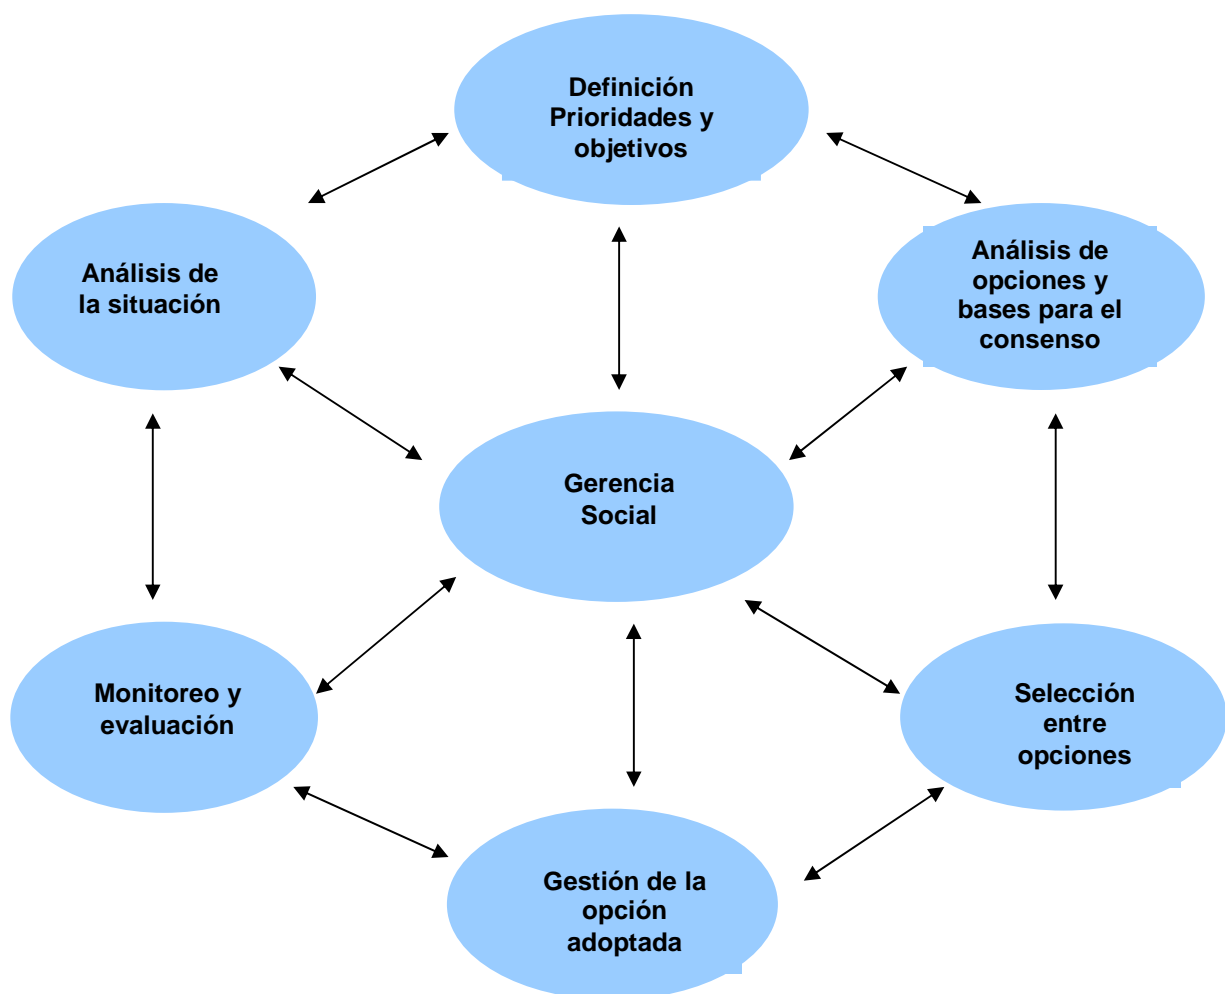 Definición
Prioridades y
objetivos
Análisis de
la situación
Análisis de
opciones y
bases para el
consenso
Gerencia
Social
Monitoreo y
evaluación
Selección
entre
opciones
Gestión de la
opción
adoptada